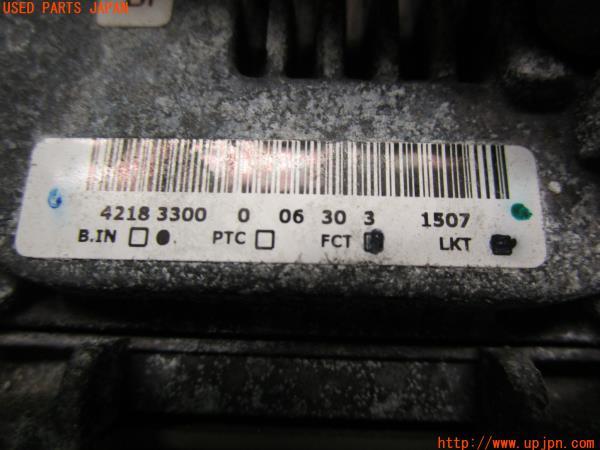 USED PARTS JAPAN
4218 3300 0 06 30 3 1507
B.IN PTC FCT LKT
http://www.upjpn.com/